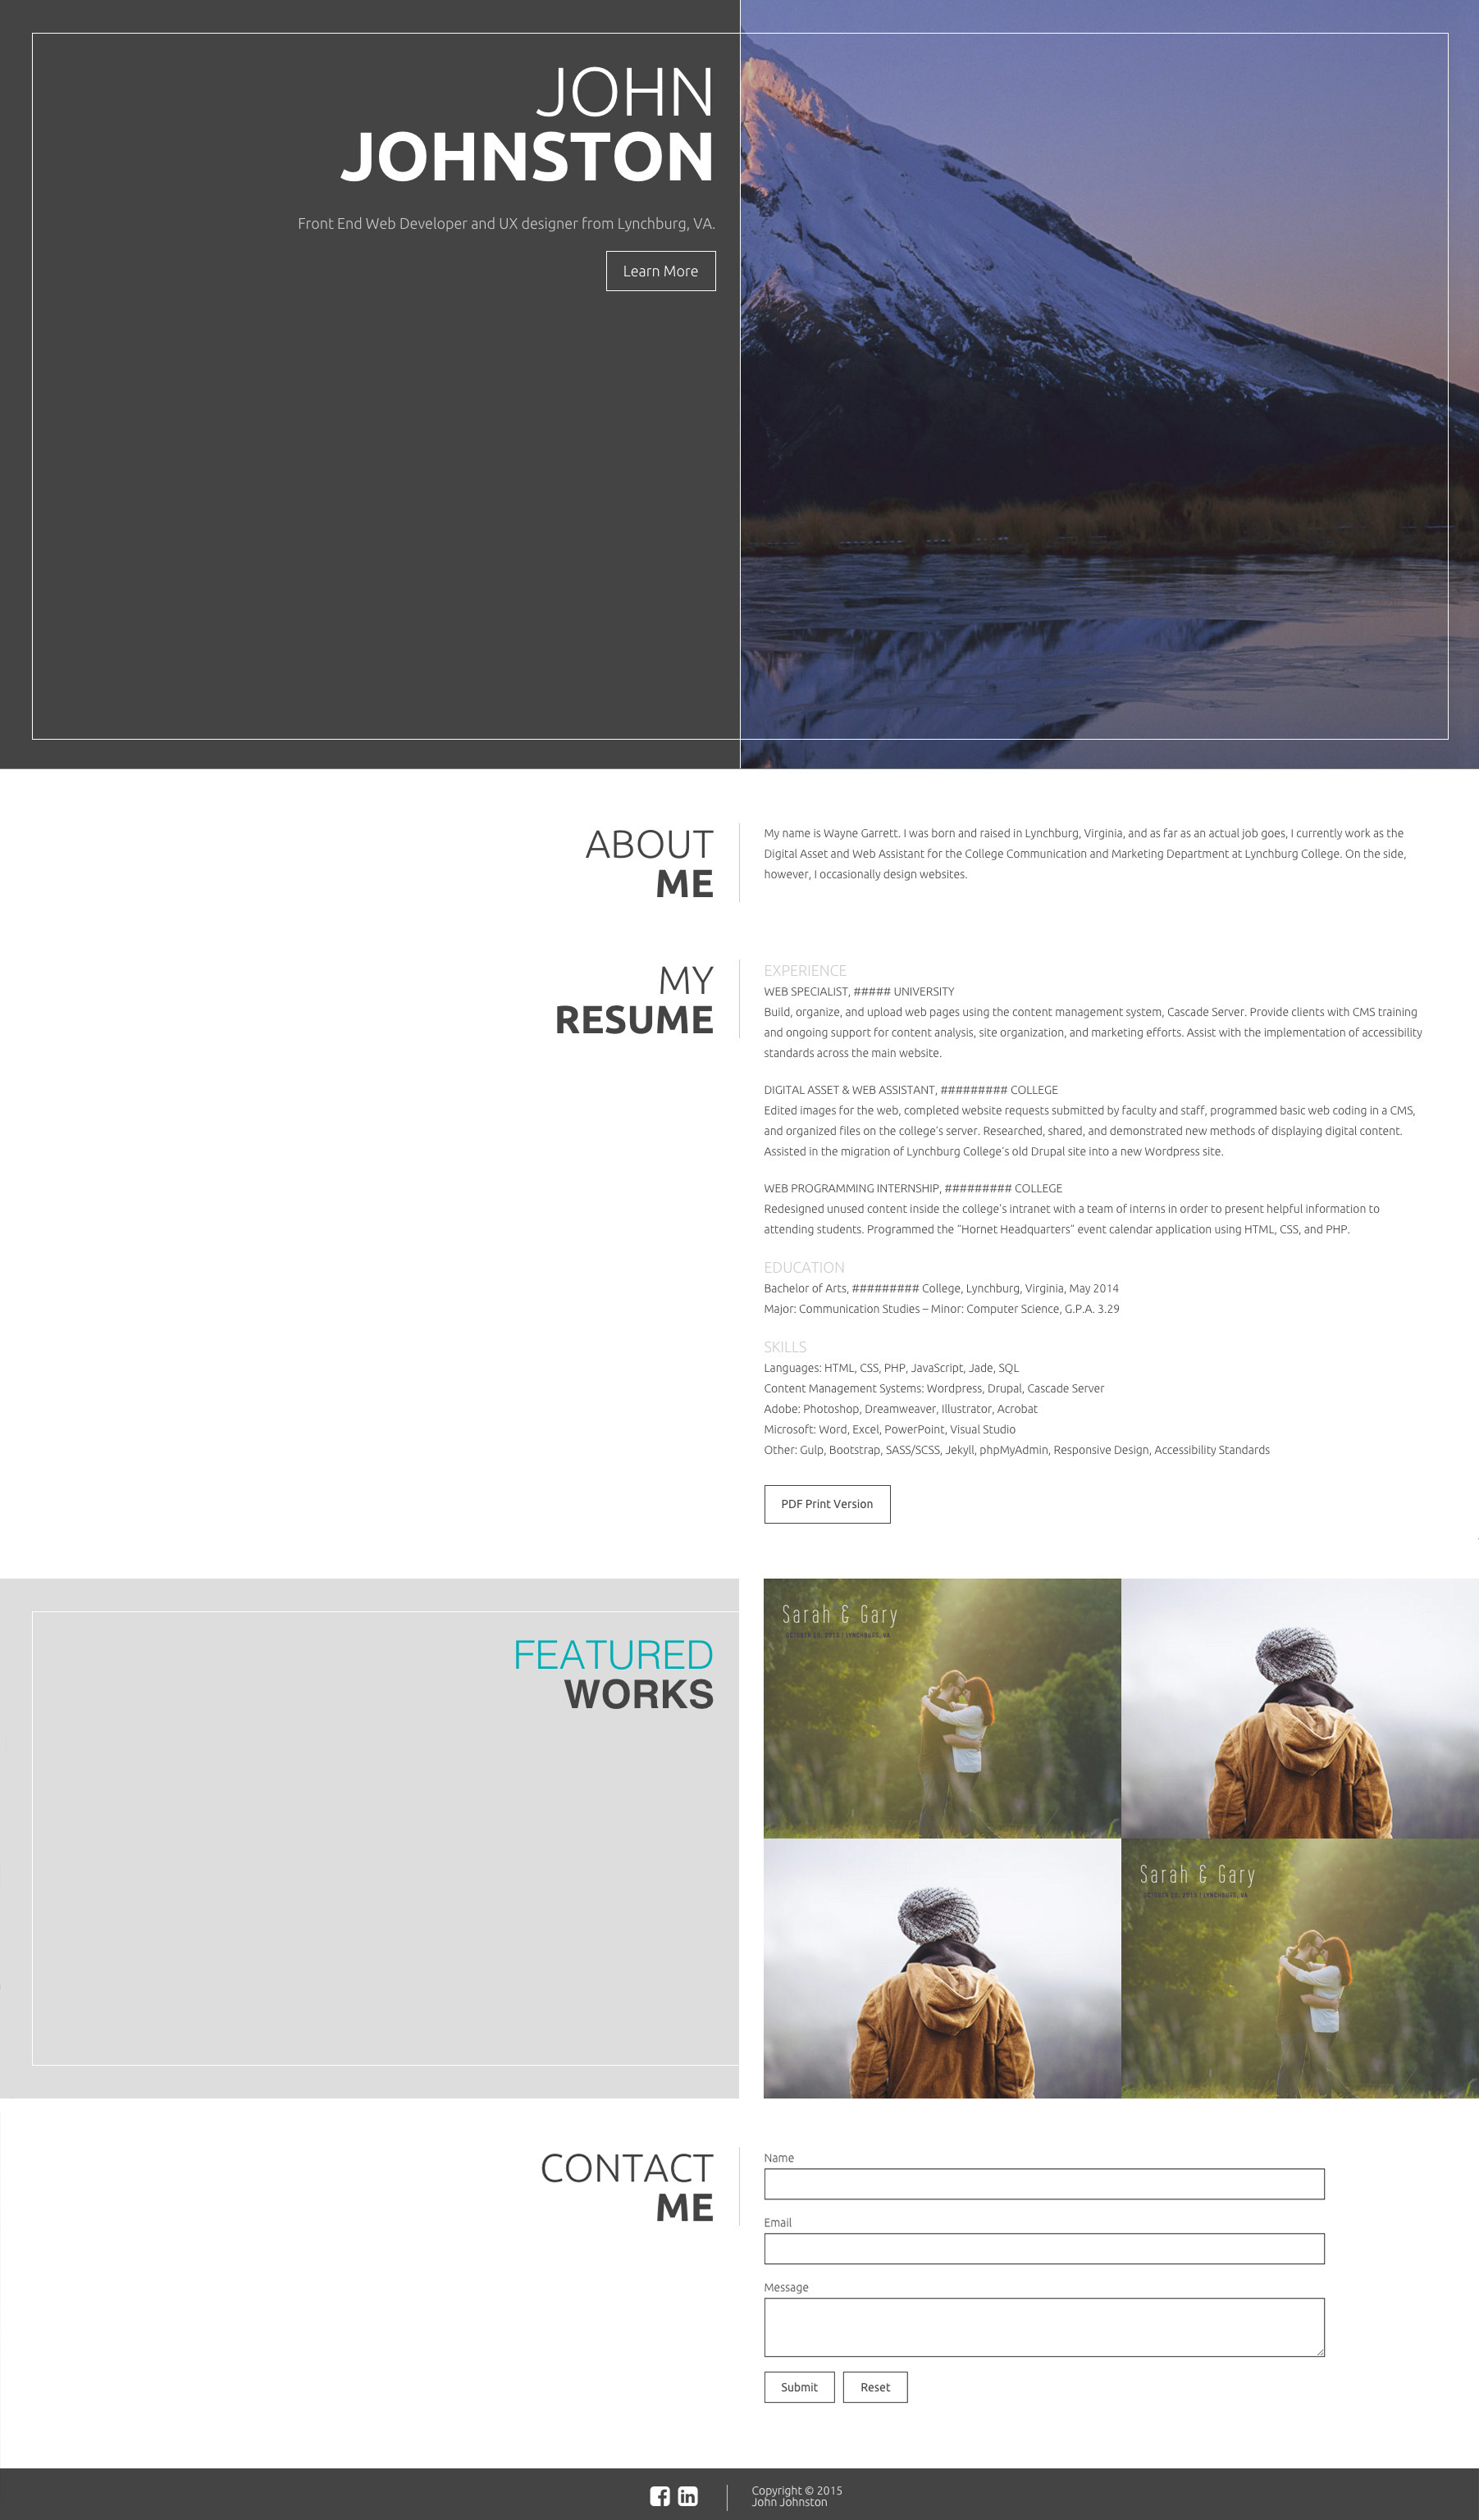 JOHN
JOHNSTON
Front End Web Developer and UX designer from Lynchburg, VA.
Learn More
ABOUT
ME
My name is Wayne Garrett. I was born and raised in Lynchburg, Virginia, and as far as an actual job goes, I currently work as the
Digital Asset and Web Assistant for the College Communication and Marketing Department at Lynchburg College. On the side,
however, I occasionally design websites.
MY
RESUME
EXPERIENCE
WEB SPECIALIST, ##### UNIVERSITY
Build, organize, and upload web pages using the content management system, Cascade Server. Provide clients with CMS training
and ongoing support for content analysis, site organization, and marketing efforts. Assist with the implementation of accessibility
standards across the main website.
DIGITAL ASSET & WEB ASSISTANT, ######### COLLEGE
Edited images for the web, completed website requests submitted by faculty and staff, programmed basic web coding in a CMS,
and organized files on the college's server. Researched, shared, and demonstrated new methods of displaying digital content.
Assisted in the migration of Lynchburg College's old Drupal site into a new Wordpress site.
WEB PROGRAMMING INTERNSHIP, ######### COLLEGE
Redesigned unused content inside the college's intranet with a team of interns in order to present helpful information to
attending students. Programmed the "Hornet Headquarters" event calendar application using HTML, CSS, and PHP.
EDUCATION
Bachelor of Arts, ######### College, Lynchburg, Virginia, May 2014
Major: Communication Studies – Minor: Computer Science, G.P.A. 3.29
SKILLS
Languages: HTML, CSS, PHP, JavaScript, Jade, SQL
Content Management Systems: Wordpress, Drupal, Cascade Server
Adobe: Photoshop, Dreamweaver, Illustrator, Acrobat
Microsoft: Word, Excel, PowerPoint, Visual Studio
Other: Gulp, Bootstrap, SASS/SCSS, Jekyll, phpMyAdmin, Responsive Design, Accessibility Standards
PDF Print Version
FEATURED
WORKS
Sarah & Gary
OCTOBER 10, 2015 | LYNCHBURG, VA
Sarah & Gary
OCTOBER 10, 2015 | LYNCHBURG, VA
CONTACT
ME
Name
Email
Message
Submit
Reset
Copyright © 2015
John Johnston